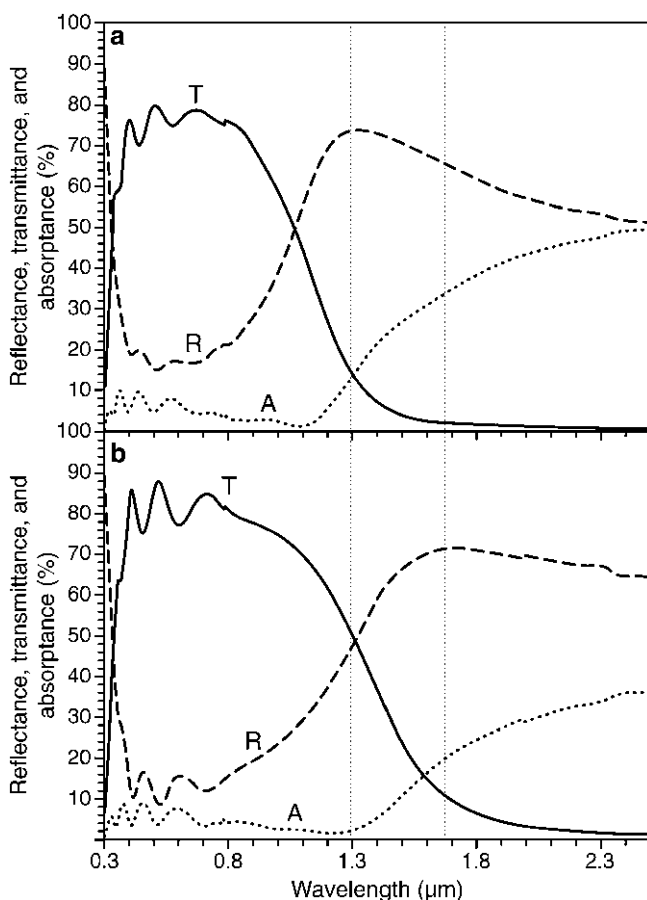 Reflectance, transmittance, and
absorptance (%)
100
90
80
70
60
50
40
30
20
10
a
T
R
A
Reflectance, transmittance, and
absorptance (%)
100
90
80
70
60
50
40
30
20
10
b
T
R
A
0.3
0.8
1.3
1.8
2.3
Wavelength (μm)